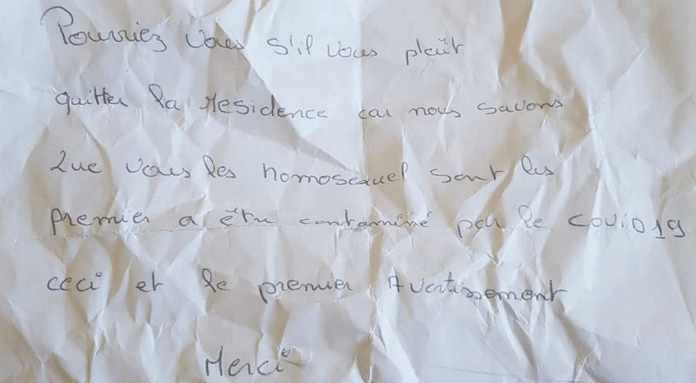 Pourriez vous s'il vous plaît
quitter la residence car nous savons
Que vous les homosexuel sont les
premier a être contaminé par le COVID19
ceci et le premier Avertissement
Merci